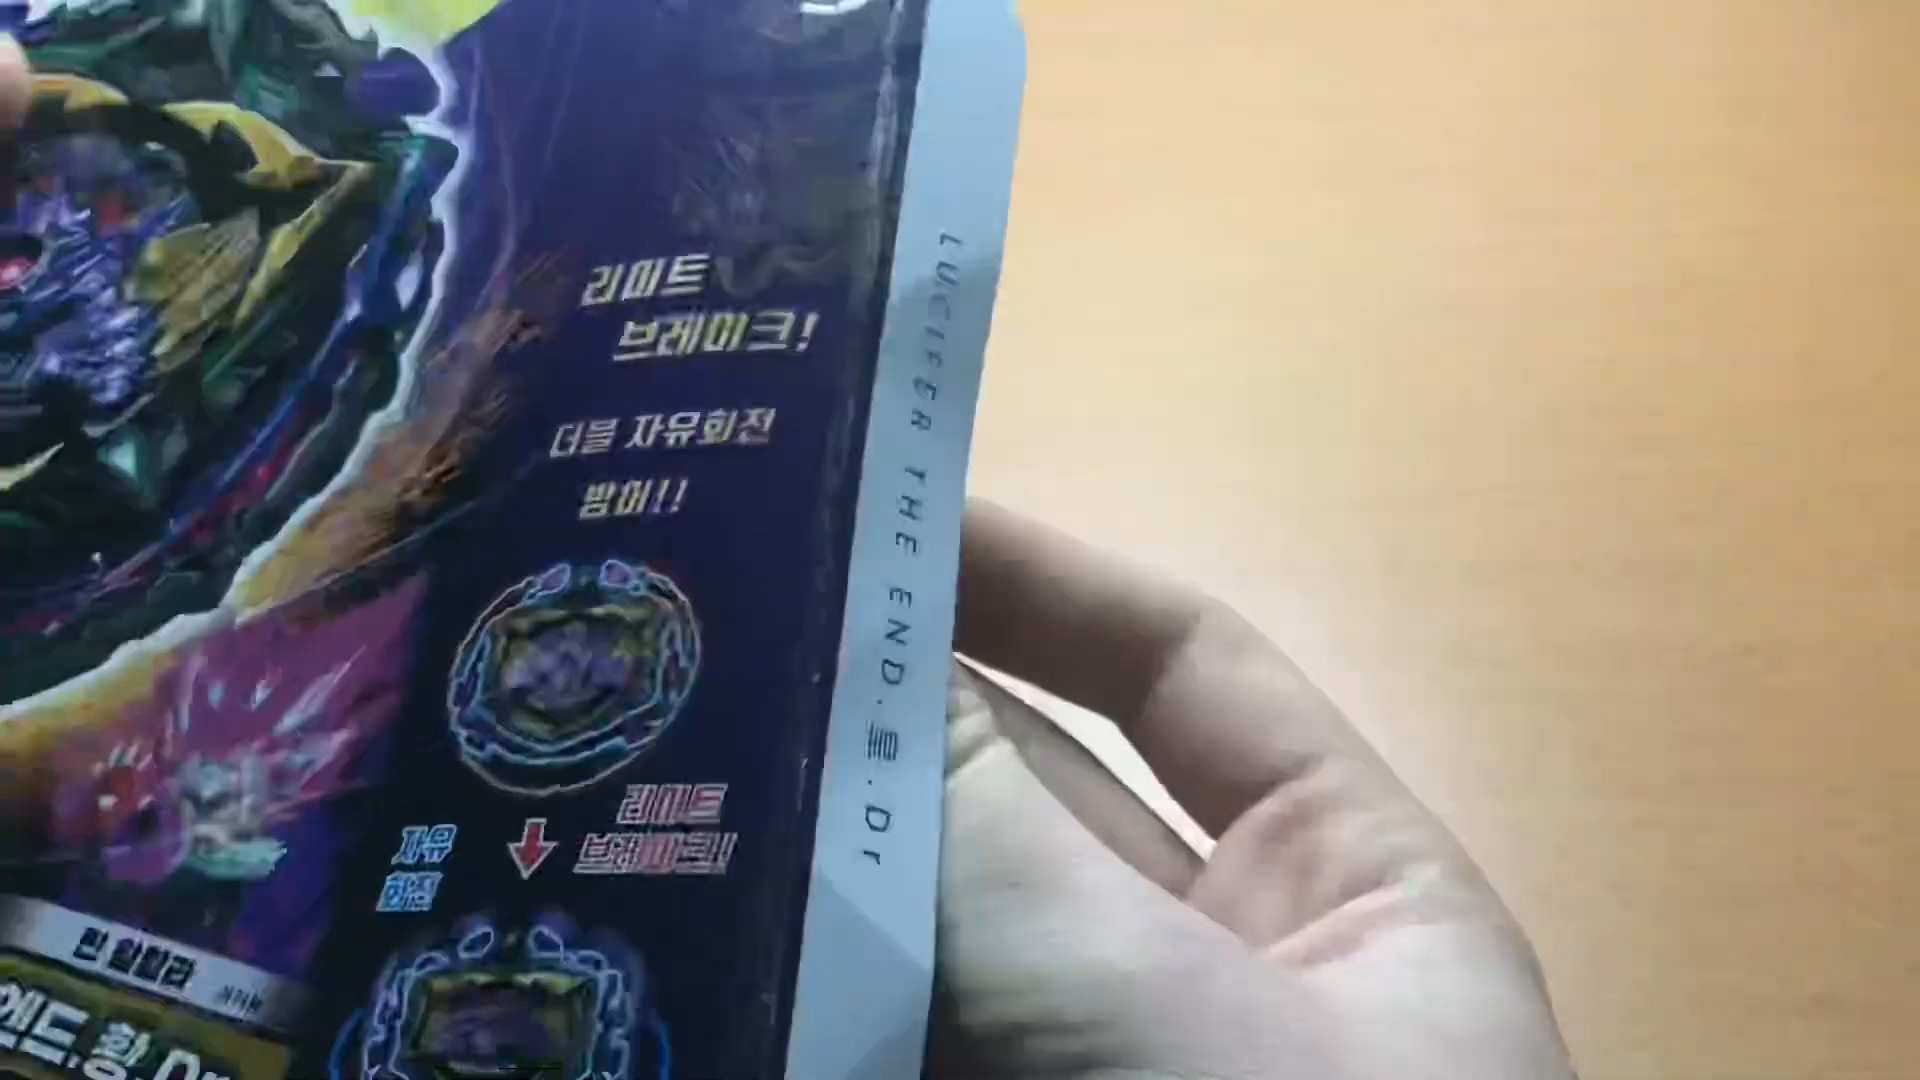 리미트
브레이크!
더블 자유회전
방어!!
리미트
브레이크!!
자유
회전
LUCIFER THE END.
.Dr